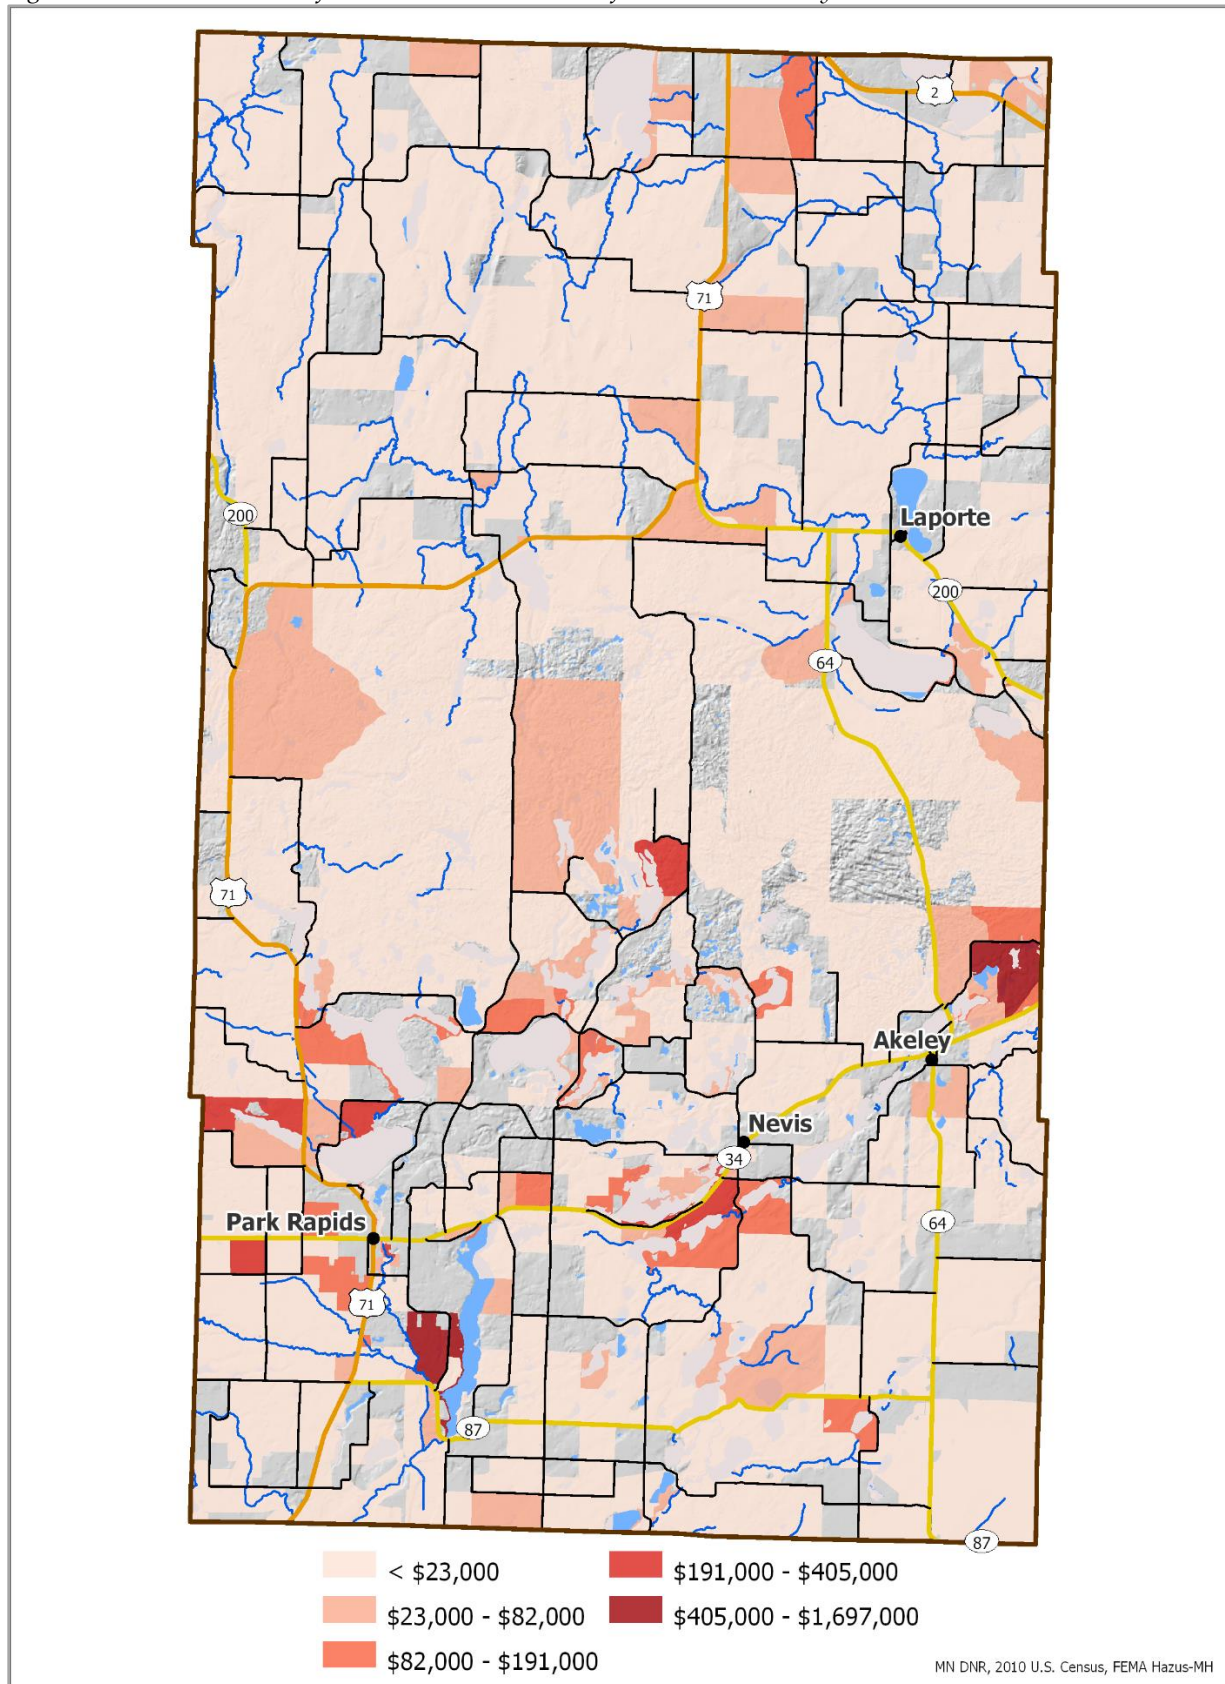 2
71
200
Laporte
200
64
71
Akeley
Nevis
34
Park Rapids
64
71
87
87
< $23,000
$23,000 - $82,000
$82,000 - $191,000
$191,000 - $405,000
$405,000 - $1,697,000
MN DNR, 2010 U.S. Census, FEMA Hazus-MH